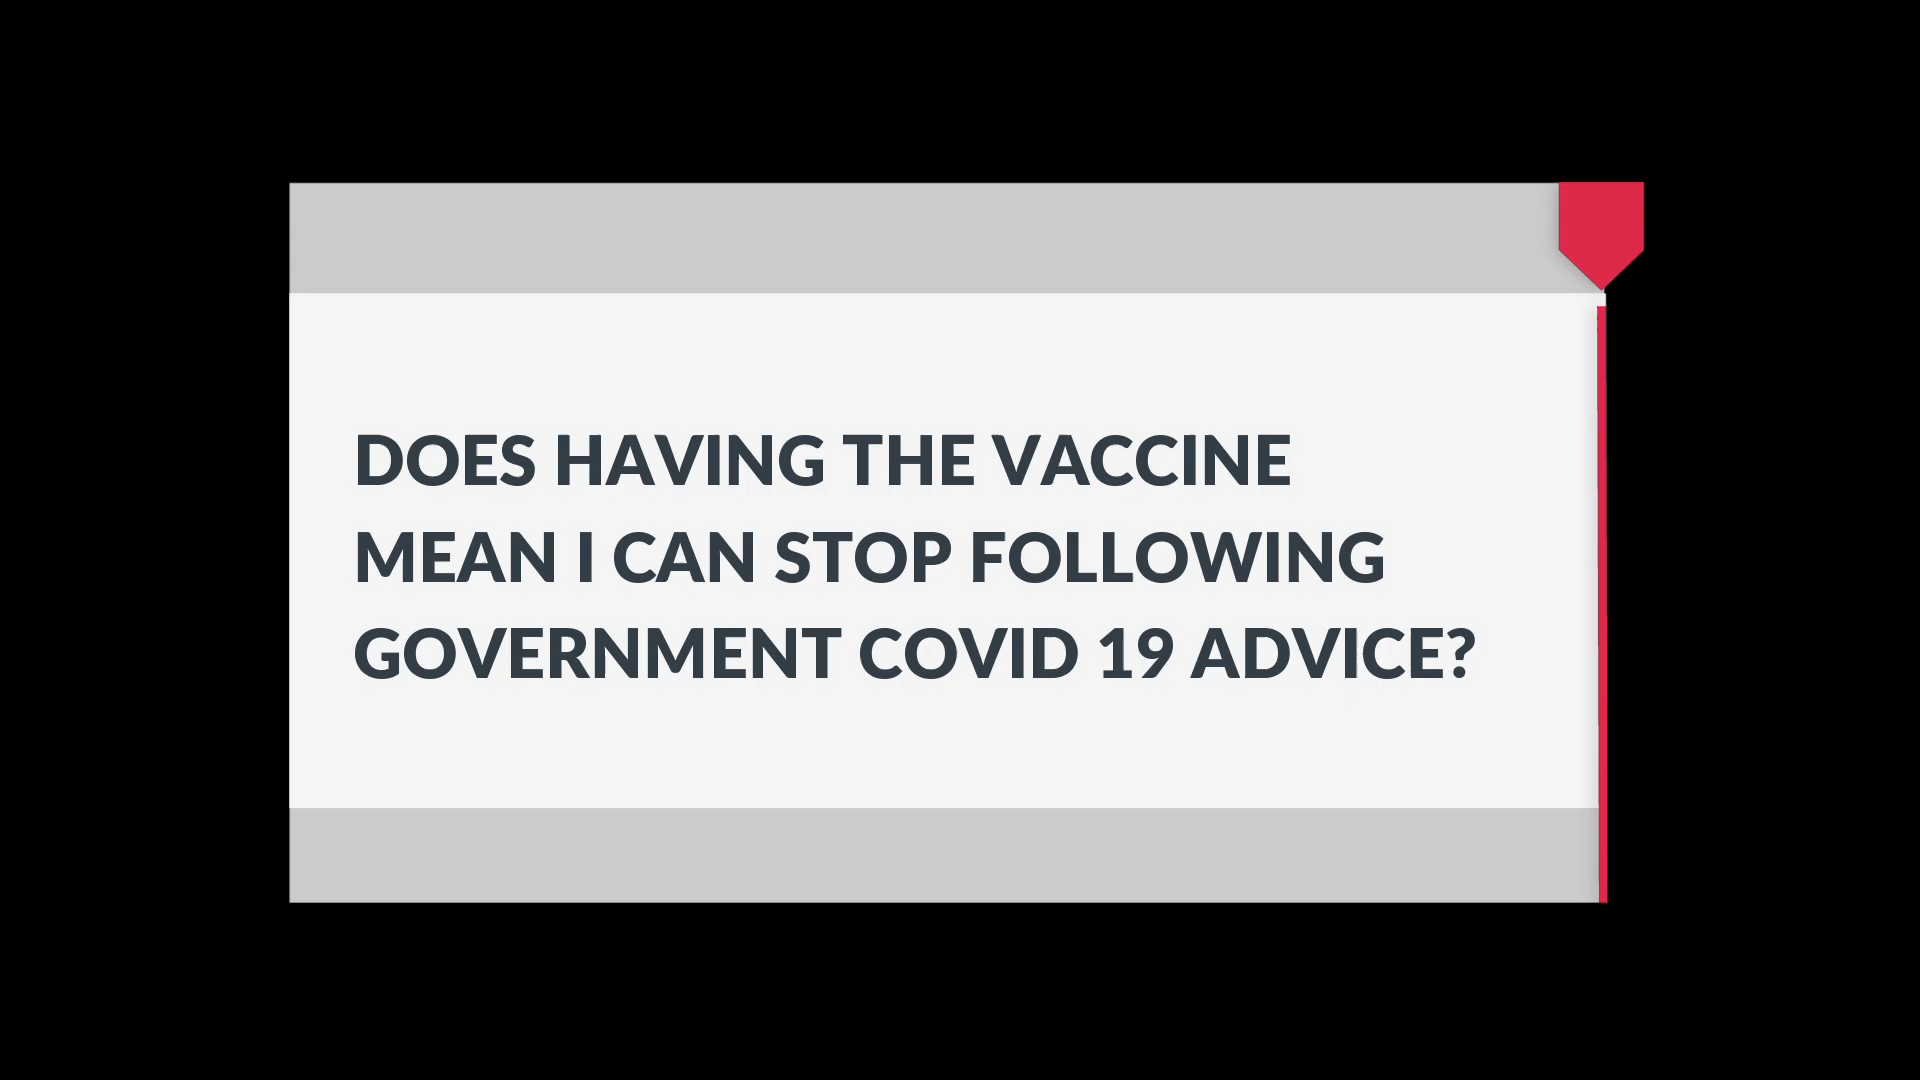 DOES HAVING THE VACCINE
MEAN I CAN STOP FOLLOWING
GOVERNMENT COVID 19 ADVICE?